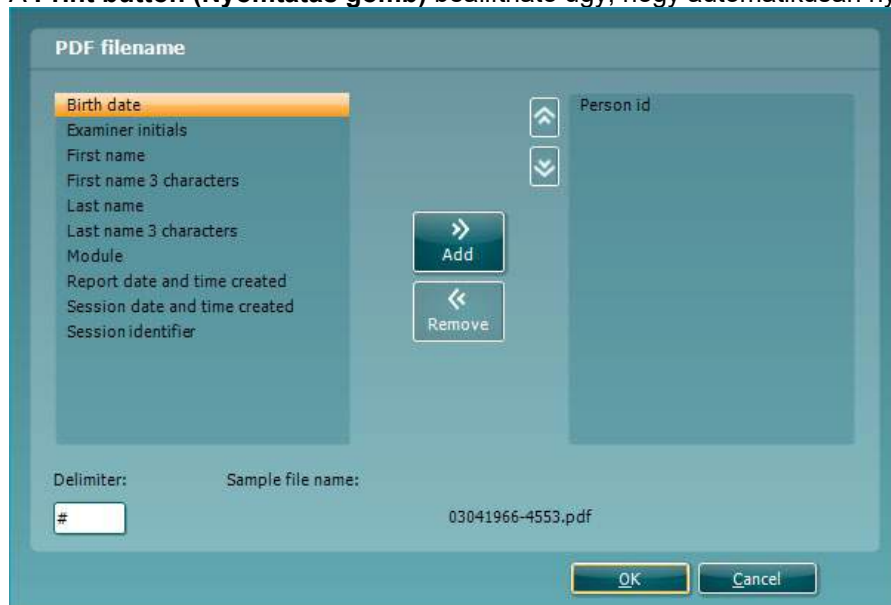 PDF filename
Birth date
Examiner initials
First name
First name 3 characters
Last name
Last name 3 characters
Module
Report date and time created
Session date and time created
Session identifier
Add
Remove
Person id
Delimiter:
Sample file name:
#
03041966-4553.pdf
OK
Cancel